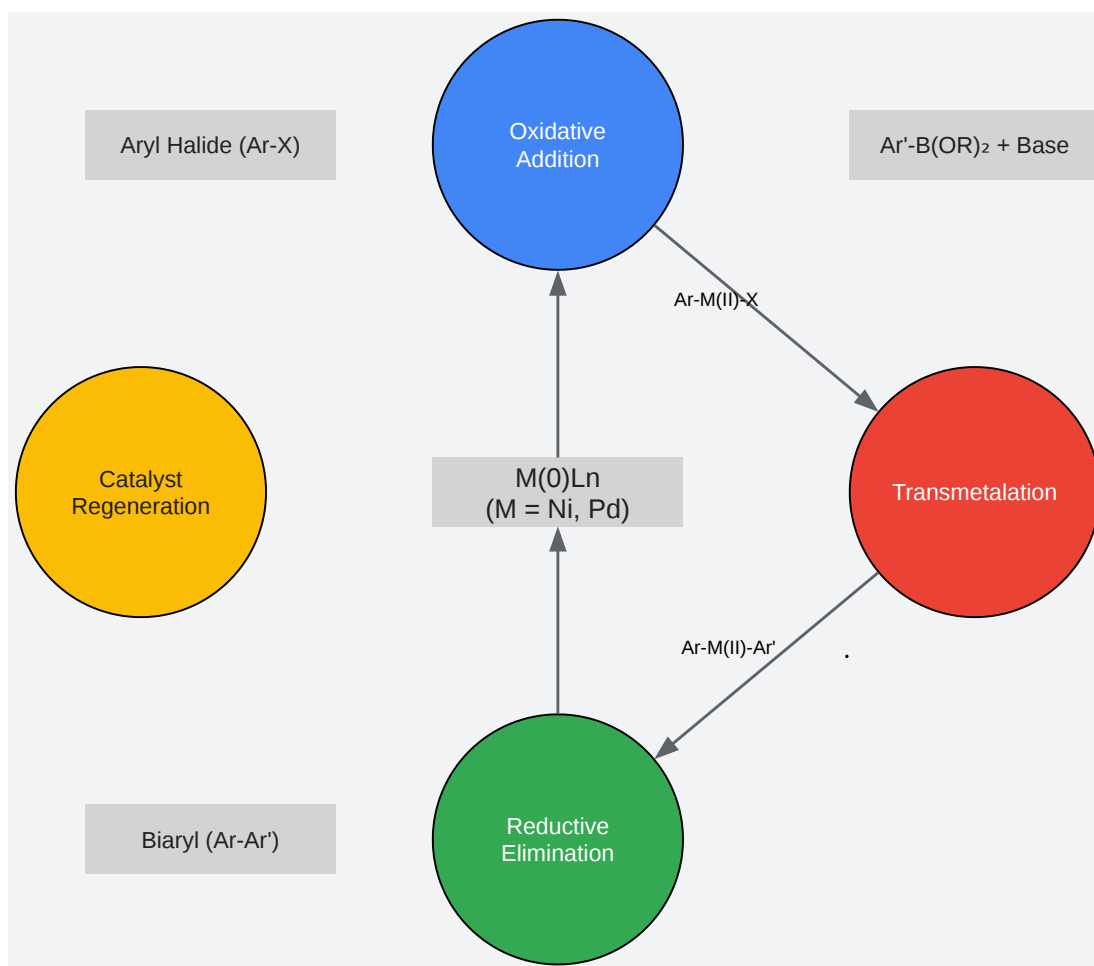 Oxidative
Addition
Aryl Halide (Ar-X)
Ar'-B(OR)₂ + Base
Ar-M(II)-X
Catalyst
Regeneration
M(0)Ln
(M = Ni, Pd)
Transmetalation
Ar-M(II)-Ar'
.
Reductive
Elimination
Biaryl (Ar-Ar')